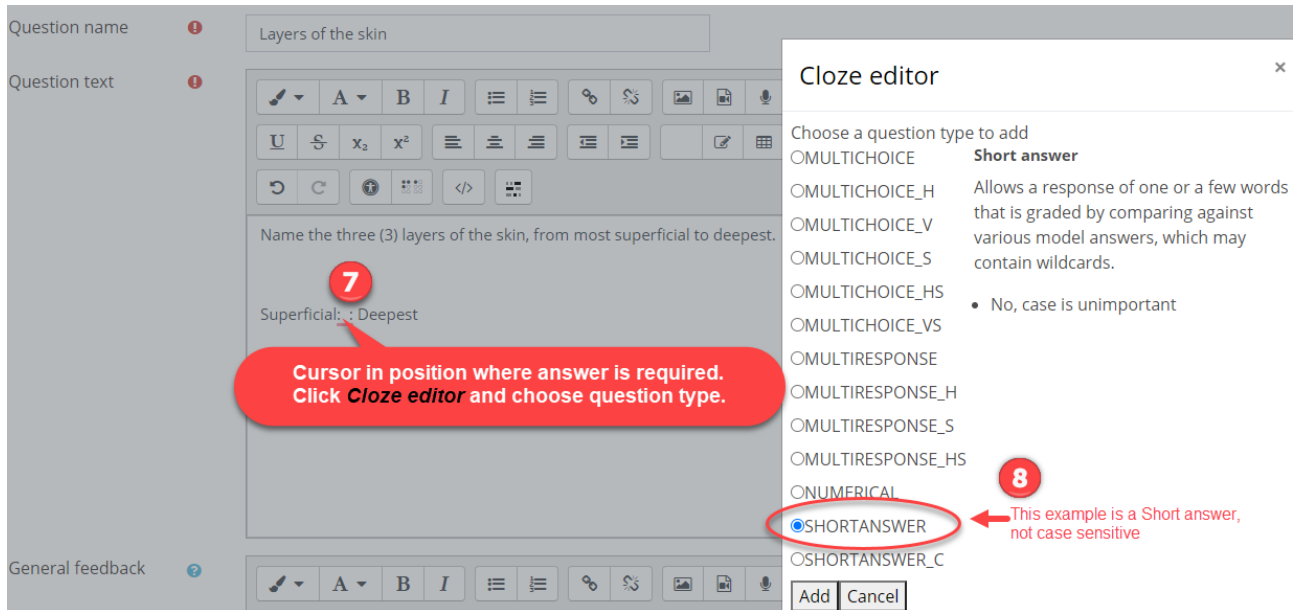 Question name
Layers of the skin
Question text
A B I
U S x₂ x²
</>
Name the three (3) layers of the skin, from most superficial to deepest.
7
Superficial: : Deepest
Cursor in position where answer is required.
Click Cloze editor and choose question type.
General feedback
A B I
Cloze editor
×
Choose a question type to add
MULTICHOICE
MULTICHOICE_H
MULTICHOICE_V
MULTICHOICE_S
MULTICHOICE_HS
MULTICHOICE_VS
MULTIRESPONSE
MULTIRESPONSE_H
MULTIRESPONSE_S
MULTIRESPONSE_HS
NUMERICAL
SHORTANSWER
SHORTANSWER_C
Short answer
Allows a response of one or a few words
that is graded by comparing against
various model answers, which may
contain wildcards.
• No, case is unimportant
8
This example is a Short answer,
not case sensitive
Add Cancel